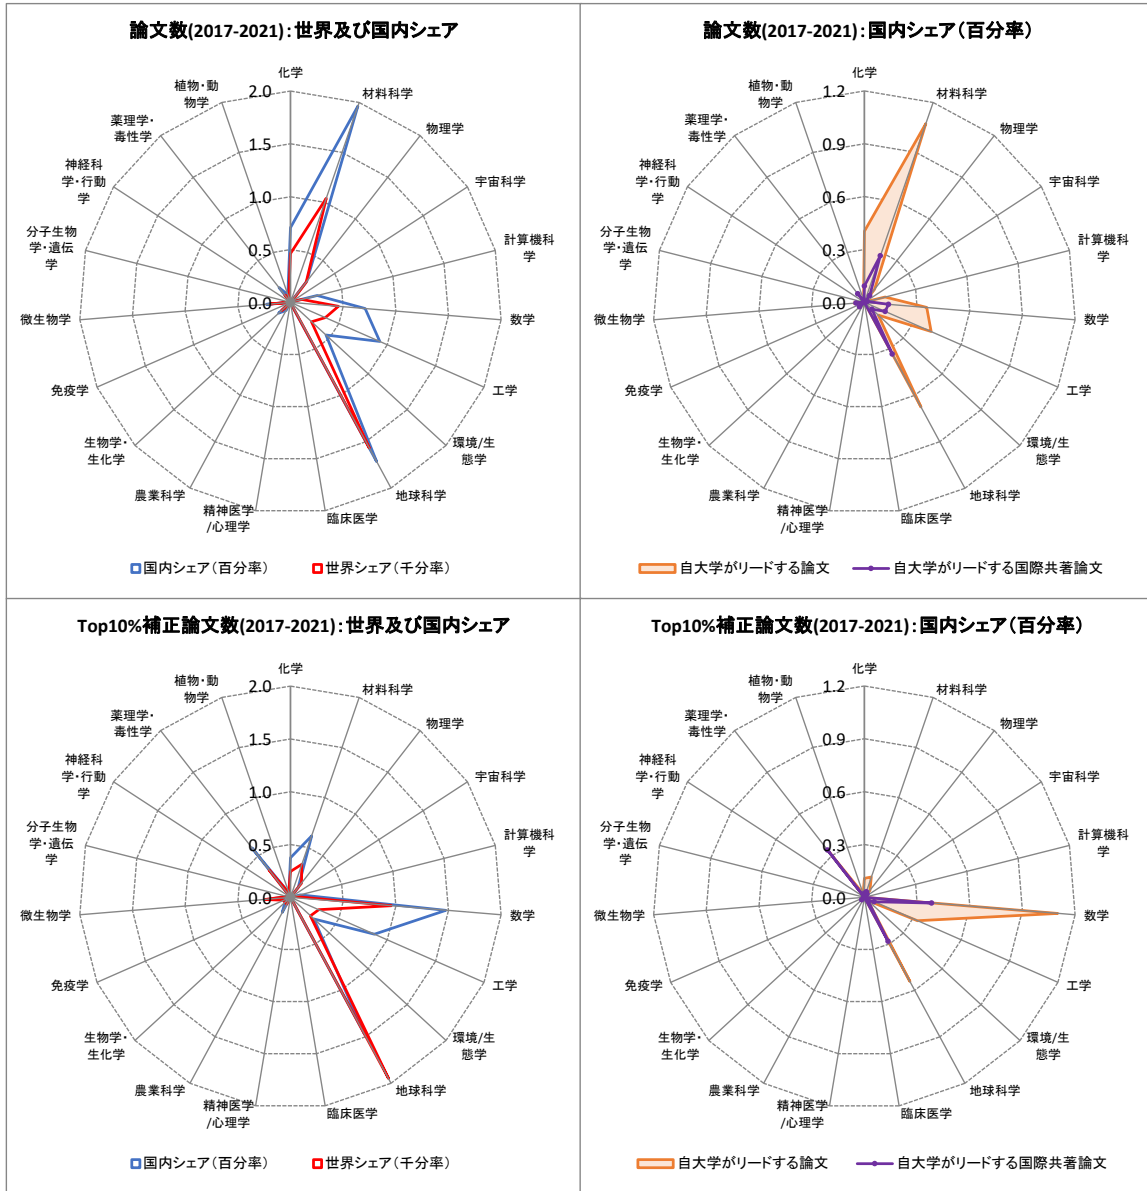 論文数(2017-2021)：世界及び国内シェア
化学
材料科学
物理学
宇宙科学
計算機科
学
数学
工学
環境/生
態学
地球科学
臨床医学
精神医学
/心理学
農業科学
生物学・
生化学
免疫学
微生物学
分子生物
学・遺伝
学
神経科
学・行動
学
薬理学・
毒性学
植物・動
物学
2.0
1.5
1.0
0.5
0.0
国内シェア（百分率）
世界シェア（千分率）
論文数(2017-2021)：国内シェア（百分率）
化学
材料科学
物理学
宇宙科学
計算機科
学
数学
工学
環境/生
態学
地球科学
臨床医学
精神医学
/心理学
農業科学
生物学・
生化学
免疫学
微生物学
分子生物
学・遺伝
学
神経科
学・行動
学
薬理学・
毒性学
植物・動
物学
1.2
0.9
0.6
0.3
0.0
自大学がリードする論文
自大学がリードする国際共著論文
Top10%補正論文数(2017-2021)：世界及び国内シェア
化学
材料科学
物理学
宇宙科学
計算機科
学
数学
工学
環境/生
態学
地球科学
臨床医学
精神医学
/心理学
農業科学
生物学・
生化学
免疫学
微生物学
分子生物
学・遺伝
学
神経科
学・行動
学
薬理学・
毒性学
植物・動
物学
2.0
1.5
1.0
0.5
0.0
国内シェア（百分率）
世界シェア（千分率）
Top10%補正論文数(2017-2021)：国内シェア（百分率）
化学
材料科学
物理学
宇宙科学
計算機科
学
数学
工学
環境/生
態学
地球科学
臨床医学
精神医学
/心理学
農業科学
生物学・
生化学
免疫学
微生物学
分子生物
学・遺伝
学
神経科
学・行動
学
薬理学・
毒性学
植物・動
物学
1.2
0.9
0.6
0.3
0.0
自大学がリードする論文
自大学がリードする国際共著論文